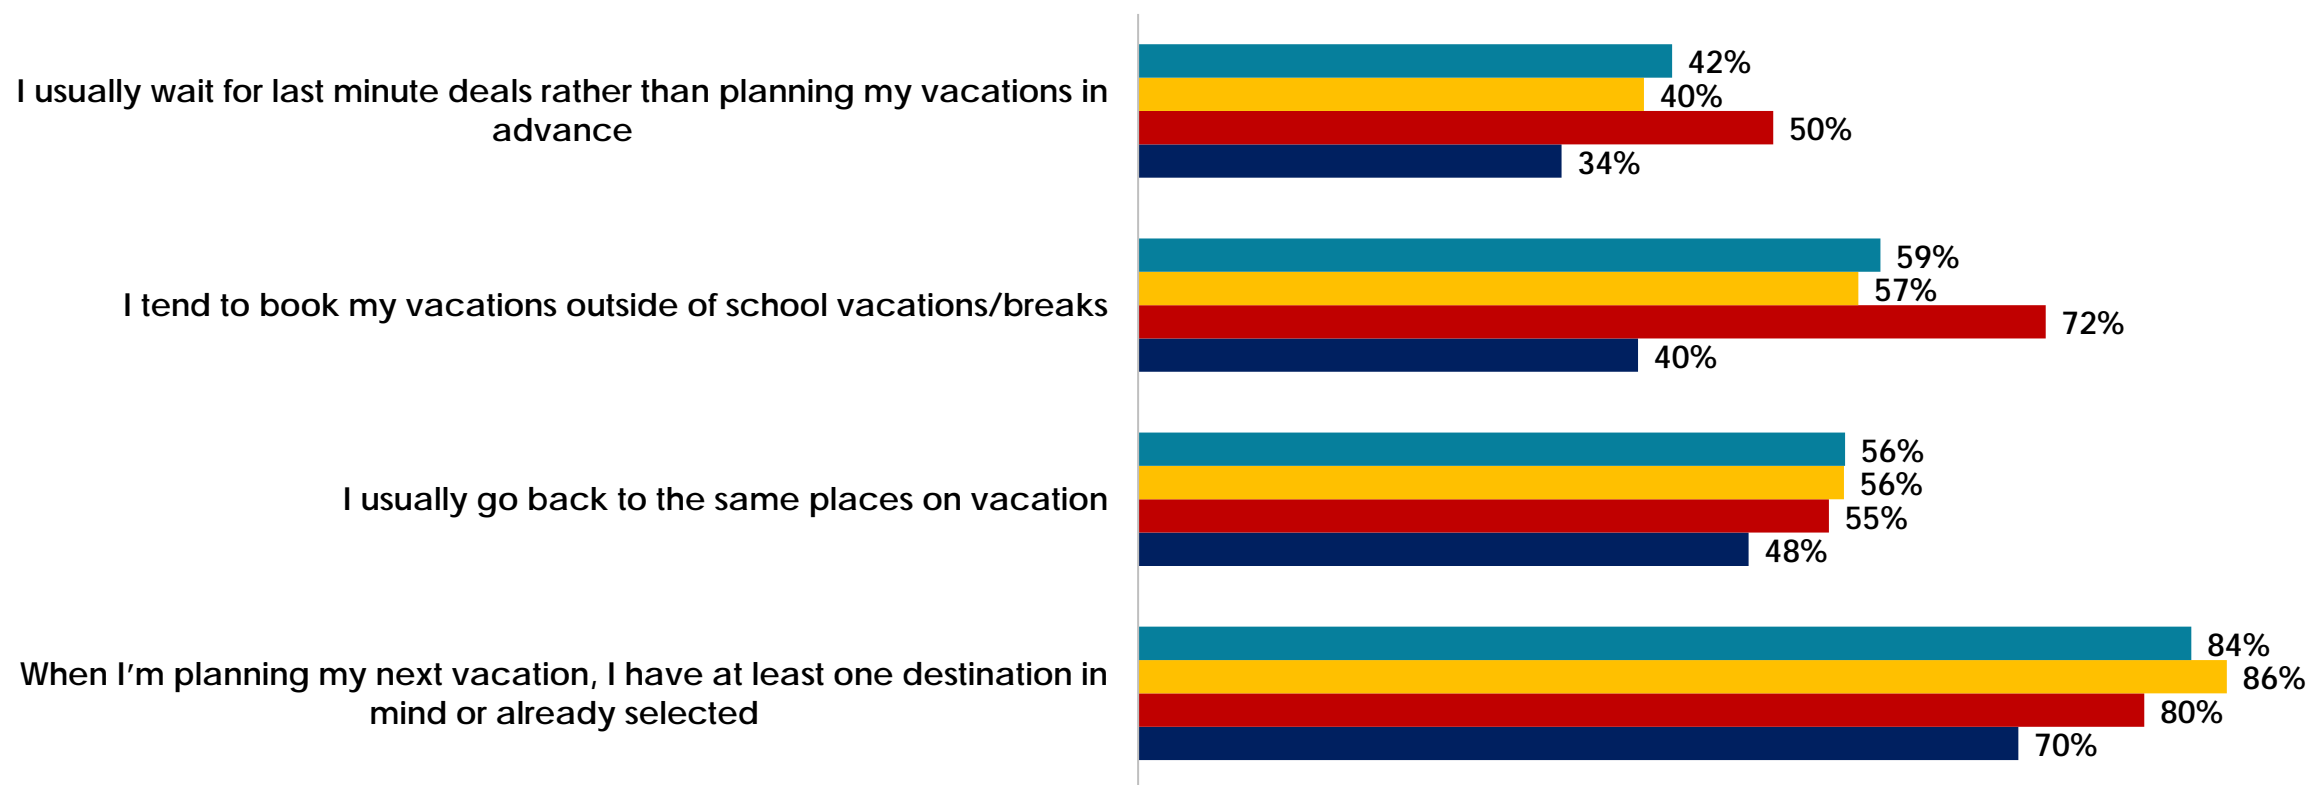 I usually wait for last minute deals rather than planning my vacations in
advance
42%
40%
50%
34%
I tend to book my vacations outside of school vacations/breaks
59%
57%
72%
40%
I usually go back to the same places on vacation
56%
56%
55%
48%
When I’m planning my next vacation, I have at least one destination in
mind or already selected
84%
86%
80%
70%